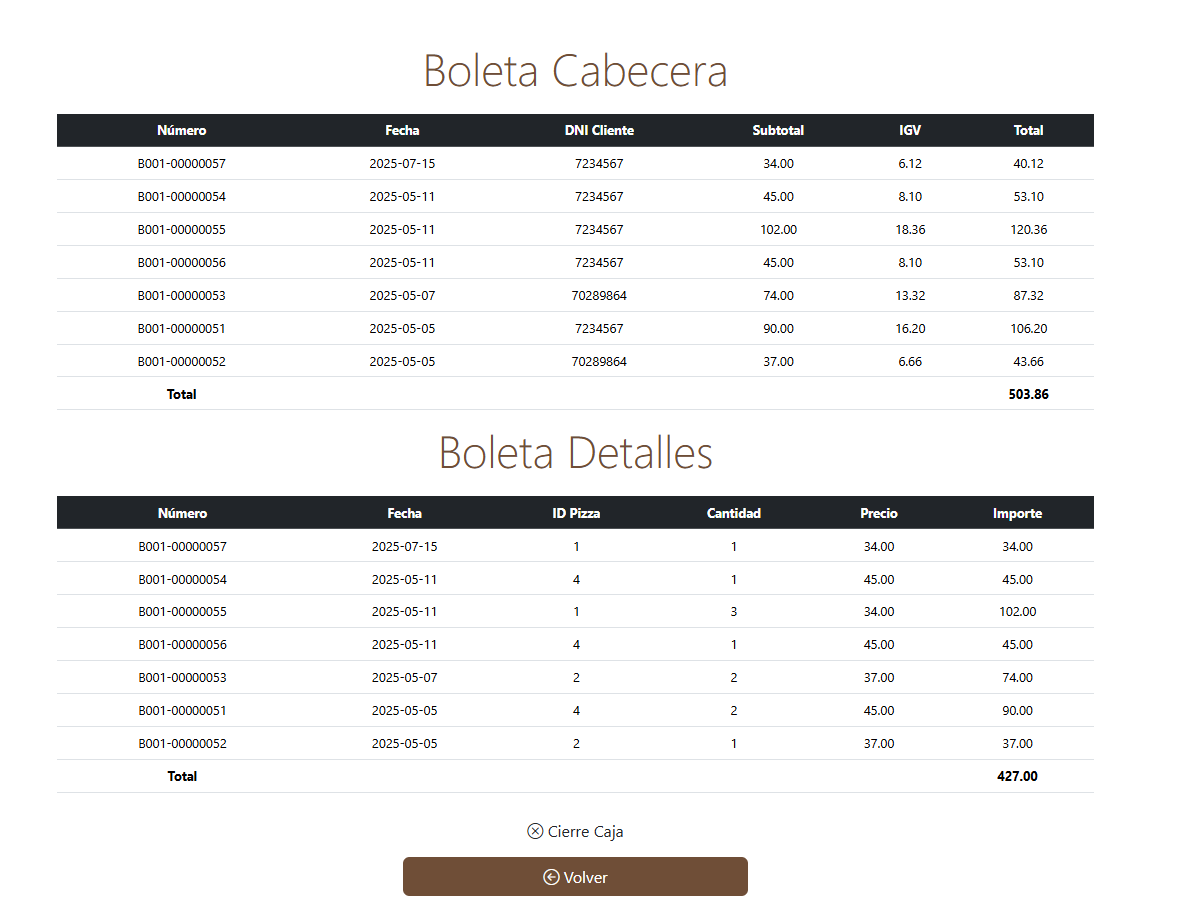 Boleta Cabecera
Número Fecha DNI Cliente Subtotal IGV Total
B001-00000057 2025-07-15 7234567 34.00 6.12 40.12
B001-00000054 2025-05-11 7234567 45.00 8.10 53.10
B001-00000055 2025-05-11 7234567 102.00 18.36 120.36
B001-00000056 2025-05-11 7234567 45.00 8.10 53.10
B001-00000053 2025-05-07 70289864 74.00 13.32 87.32
B001-00000051 2025-05-05 7234567 90.00 16.20 106.20
B001-00000052 2025-05-05 70289864 37.00 6.66 43.66
Total 503.86
Boleta Detalles
Número Fecha ID Pizza Cantidad Precio Importe
B001-00000057 2025-07-15 1 1 34.00 34.00
B001-00000054 2025-05-11 4 1 45.00 45.00
B001-00000055 2025-05-11 1 3 34.00 102.00
B001-00000056 2025-05-11 4 1 45.00 45.00
B001-00000053 2025-05-07 2 2 37.00 74.00
B001-00000051 2025-05-05 4 2 45.00 90.00
B001-00000052 2025-05-05 2 1 37.00 37.00
Total 427.00
Cierre Caja
Volver